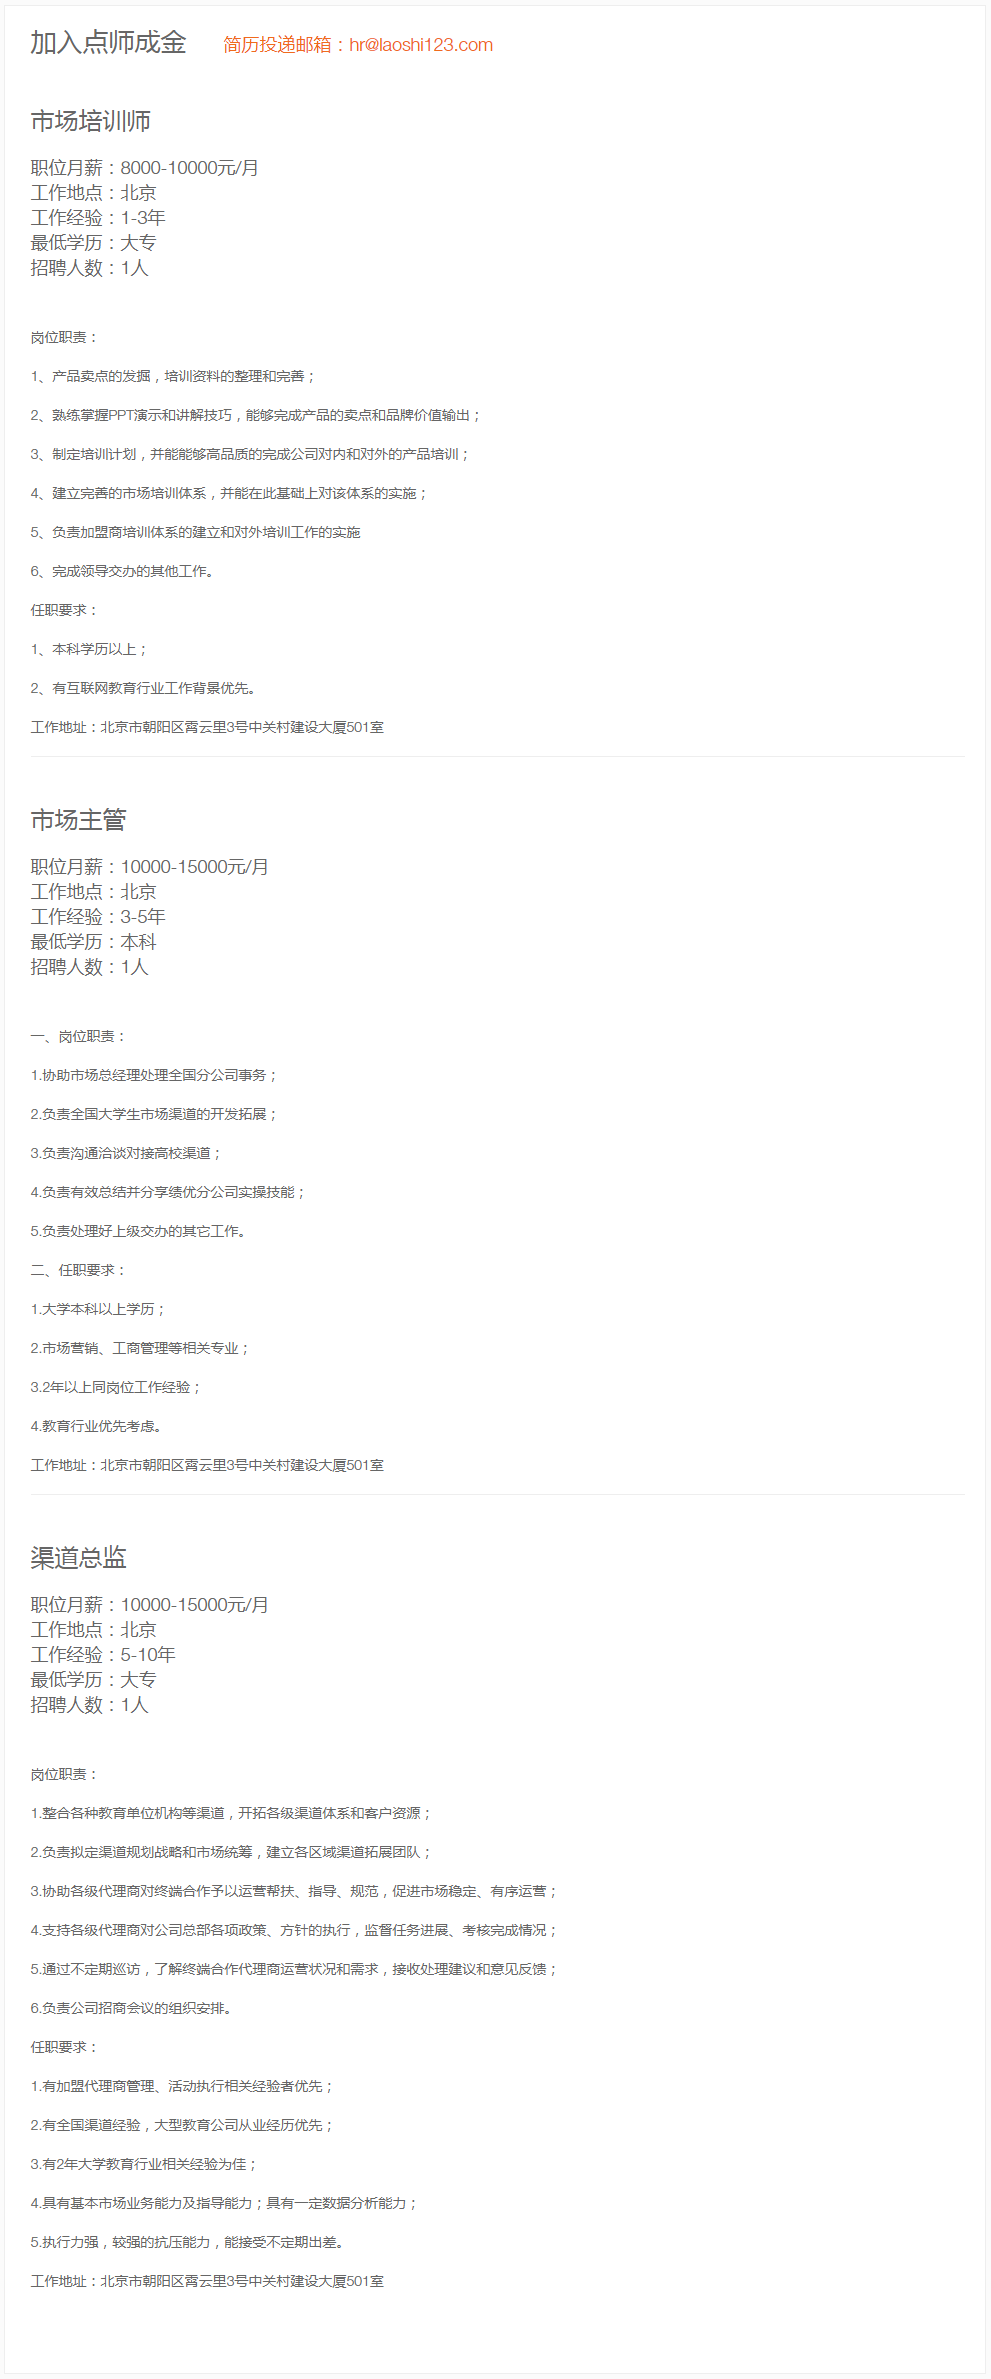 加入点师成金 简历投递邮箱：hr@laoshi123.com
市场培训师
职位月薪：8000-10000元/月
工作地点：北京
工作经验：1-3年
最低学历：大专
招聘人数：1人
岗位职责：
1、产品卖点的发掘，培训资料的整理和完善；
2、熟练掌握PPT演示和讲解技巧，能够完成产品的卖点和品牌价值输出；
3、制定培训计划，并能能够高品质的完成公司对内和对外的产品培训；
4、建立完善的市场培训体系，并能在此基础上对该体系的实施；
5、负责加盟商培训体系的建立和对外培训工作的实施
6、完成领导交办的其他工作。
任职要求：
1、本科学历以上；
2、有互联网教育行业工作背景优先。
工作地址：北京市朝阳区霄云里3号中关村建设大厦501室
市场主管
职位月薪：10000-15000元/月
工作地点：北京
工作经验：3-5年
最低学历：本科
招聘人数：1人
一、岗位职责：
1.协助市场总经理处理全国分公司事务；
2.负责全国大学生市场渠道的开发拓展；
3.负责沟通洽谈对接高校渠道；
4.负责有效总结并分享绩优分公司实操技能；
5.负责处理好上级交办的其它工作。
二、任职要求：
1.大学本科以上学历；
2.市场营销、工商管理等相关专业；
3.2年以上同岗位工作经验；
4.教育行业优先考虑。
工作地址：北京市朝阳区霄云里3号中关村建设大厦501室
渠道总监
职位月薪：10000-15000元/月
工作地点：北京
工作经验：5-10年
最低学历：大专
招聘人数：1人
岗位职责：
1.整合各种教育单位机构等渠道，开拓各级渠道体系和客户资源；
2.负责拟定渠道规划战略和市场统筹，建立各区域渠道拓展团队；
3.协助各级代理商对终端合作予以运营帮扶、指导、规范，促进市场稳定、有序运营；
4.支持各级代理商对公司总部各项政策、方针的执行，监督任务进展、考核完成情况；
5.通过不定期巡访，了解终端合作代理商运营状况和需求，接收处理建议和意见反馈；
6.负责公司招商会议的组织安排。
任职要求：
1.有加盟代理商管理、活动执行相关经验者优先；
2.有全国渠道经验，大型教育公司从业经历优先；
3.有2年大学教育行业相关经验为佳；
4.具有基本市场业务能力及指导能力；具有一定数据分析能力；
5.执行力强，较强的抗压能力，能接受不定期出差。
工作地址：北京市朝阳区霄云里3号中关村建设大厦501室